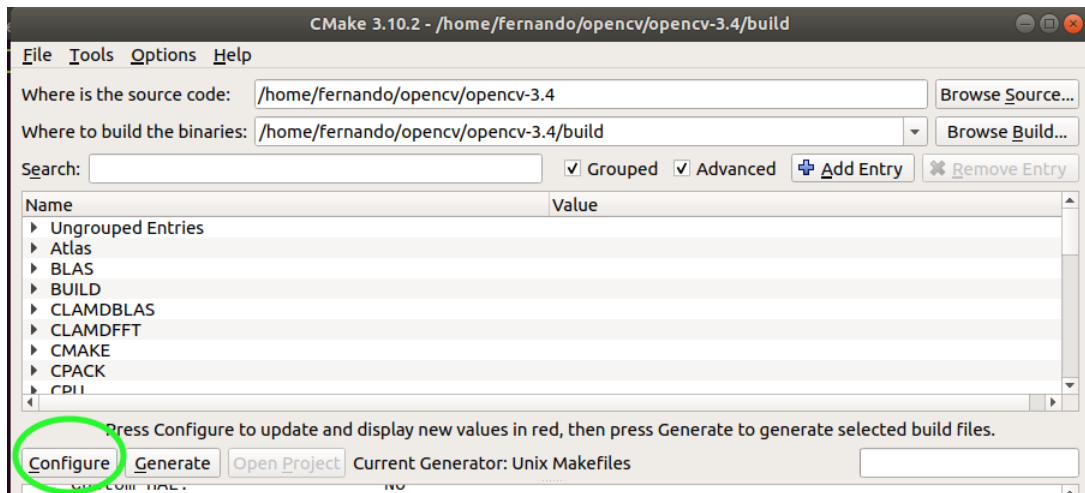 CMake 3.10.2 - /home/fernando/opencv/opencv-3.4/build
File Tools Options Help
Where is the source code: /home/fernando/opencv/opencv-3.4 Browse Source...
Where to build the binaries: /home/fernando/opencv/opencv-3.4/build Browse Build...
Search: Grouped Advanced Add Entry Remove Entry
Name Value
Ungrouped Entries
Atlas
BLAS
BUILD
CLAMDBLAS
CLAMDFFT
CMAKE
CPACK
CPU
Press Configure to update and display new values in red, then press Generate to generate selected build files.
Configure Generate Open Project Current Generator: Unix Makefiles
Custom HAL: NO